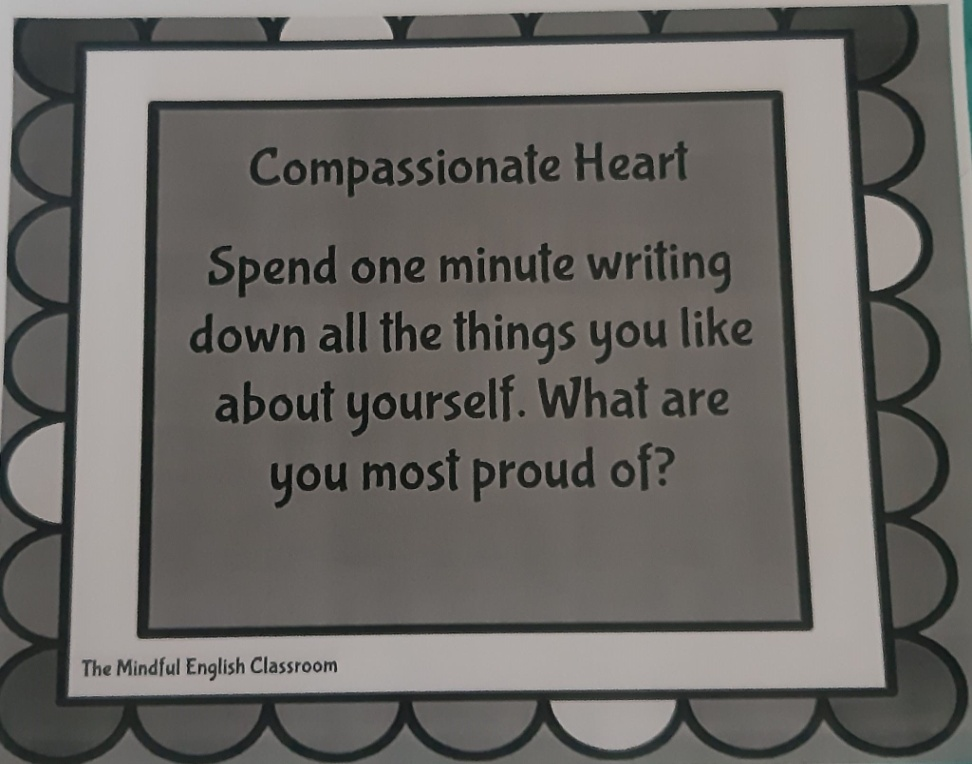 Compassionate Heart
Spend one minute writing
down all the things you like
about yourself. What are
you most proud of?
The Mindful English Classroom